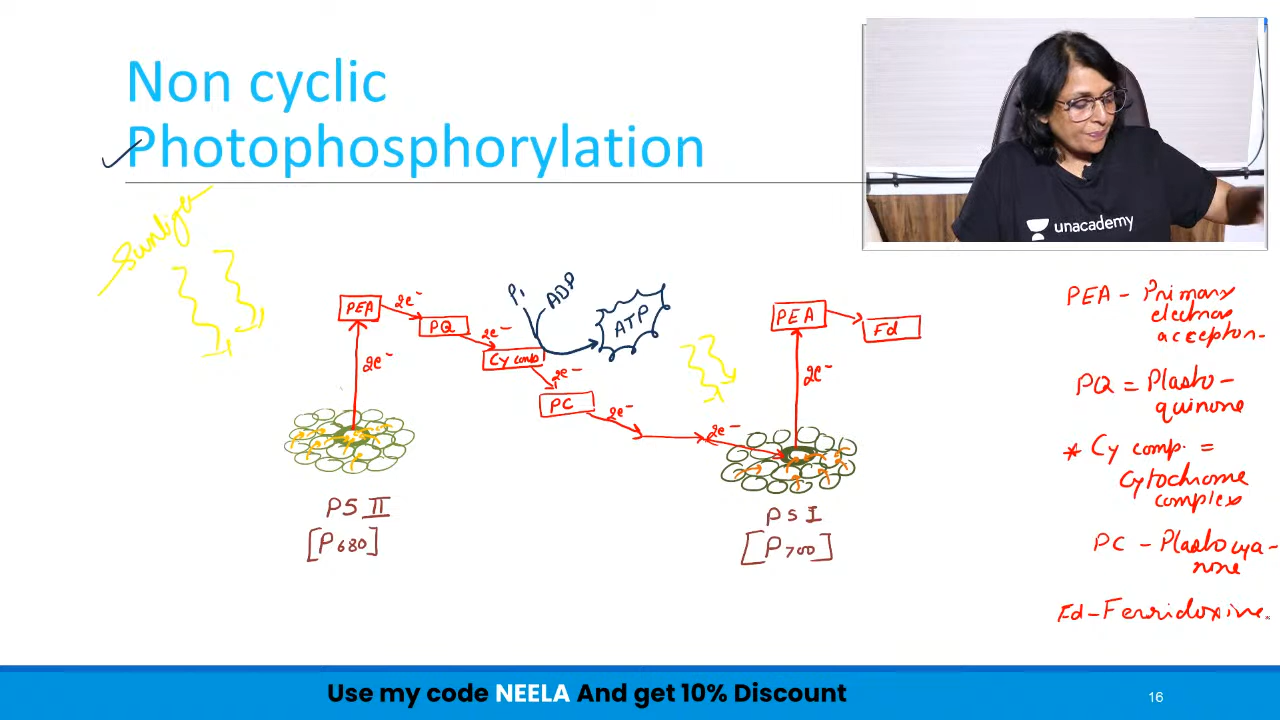 Non cyclic
Photophosphorylation
unacademy
Sunlight
Pi
ADP
ATP
PEA
2e-
PQ
2e-
Cy comp
2e-
PC
2e-
2e-
2e-
PEA
Fd
2e-
PS II
[P680]
PS I
[P700]
PEA - Primary
electron
acceptor.
PQ = Plasto-
quinone
* Cy comp. =
Cytochrome
complex
PC - Plastocya-
none
Fd - Ferridoxine
Use my code NEELA And get 10% Discount
16